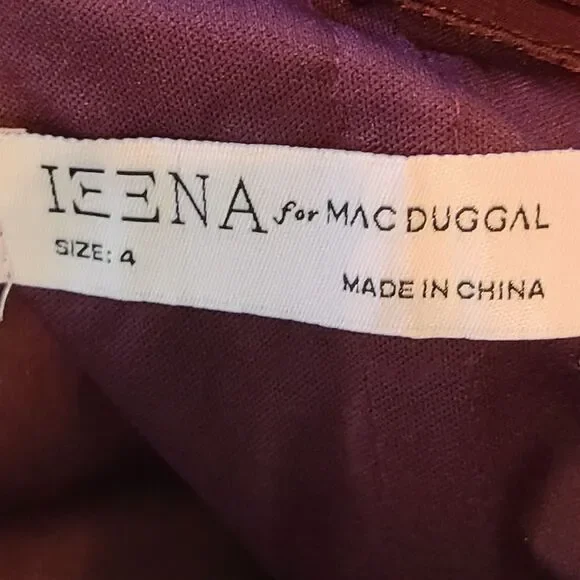 IEENA for MAC DUGGAL
SIZE: 4
MADE IN CHINA